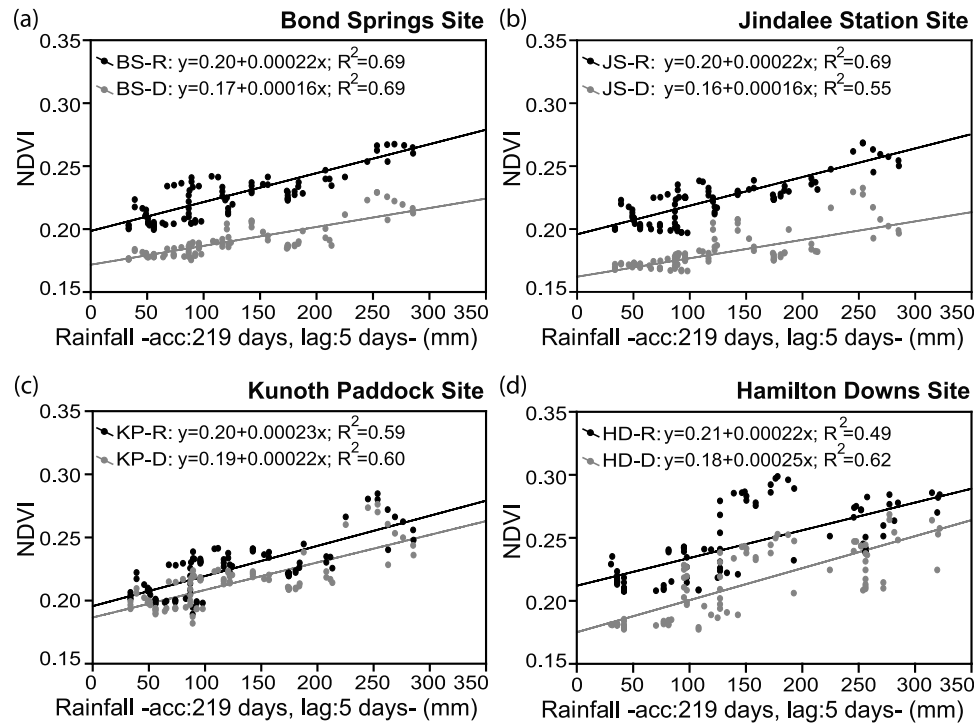 (a) Bond Springs Site
0.35
BS-R: y=0.20+0.00022x; R²=0.69
BS-D: y=0.17+0.00016x; R²=0.69
0.30
NDVI
0.25
0.20
0.15
0 50 100 150 200 250 300 350
Rainfall -acc:219 days, lag:5 days- (mm)
(b) Jindalee Station Site
0.35
JS-R: y=0.20+0.00022x; R²=0.69
JS-D: y=0.16+0.00016x; R²=0.55
0.30
NDVI
0.25
0.20
0.15
0 50 100 150 200 250 300 350
Rainfall -acc:219 days, lag:5 days- (mm)
(c) Kunoth Paddock Site
0.35
KP-R: y=0.20+0.00023x; R²=0.59
KP-D: y=0.19+0.00022x; R²=0.60
0.30
NDVI
0.25
0.20
0.15
0 50 100 150 200 250 300 350
Rainfall -acc:219 days, lag:5 days- (mm)
(d) Hamilton Downs Site
0.35
HD-R: y=0.21+0.00022x; R²=0.49
HD-D: y=0.18+0.00025x; R²=0.62
0.30
NDVI
0.25
0.20
0.15
0 50 100 150 200 250 300 350
Rainfall -acc:219 days, lag:5 days- (mm)